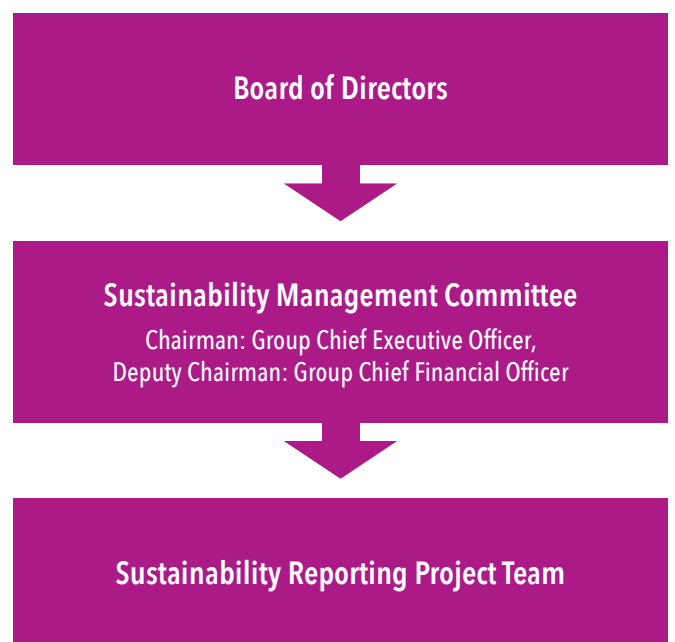 Board of Directors
Sustainability Management Committee
Chairman: Group Chief Executive Officer,
Deputy Chairman: Group Chief Financial Officer
Sustainability Reporting Project Team